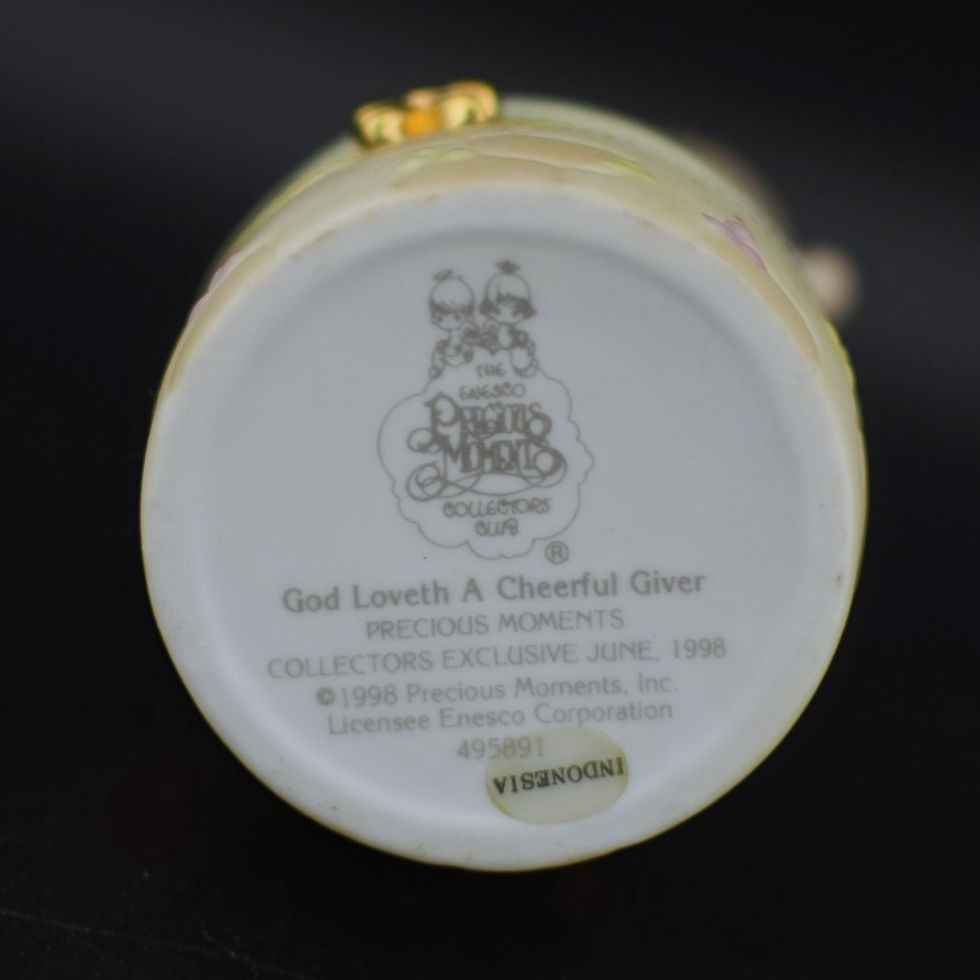 THE
ENESCO
PRECIOUS
MOMENTS
COLLECTORS
CLUB
®
God Loveth A Cheerful Giver
PRECIOUS MOMENTS
COLLECTORS EXCLUSIVE JUNE, 1998
©1998 Precious Moments, Inc.
Licensee Enesco Corporation
495891
INDONESIA